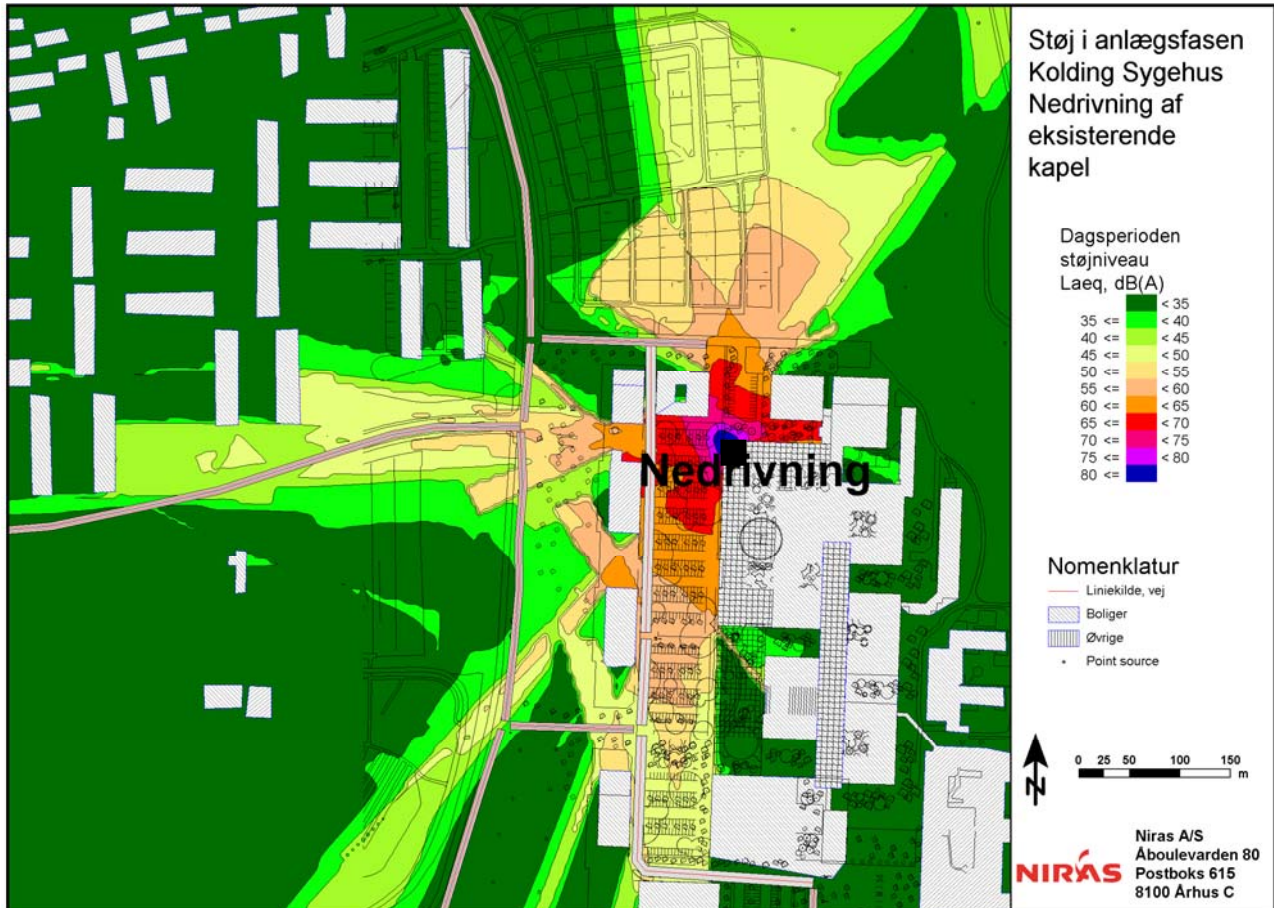 Støj i anlægsfasen
Kolding Sygehus
Nedrivning af
eksisterende
kapel
Dagsperioden
støjniveau
Laeq, dB(A)
< 35
35 <= < 40
40 <= < 45
45 <= < 50
50 <= < 55
55 <= < 60
60 <= < 65
65 <= < 70
70 <= < 75
75 <= < 80
80 <=
Nedrivning
Nomenklatur
Liniekilde, vej
Boliger
Øvrige
Point source
N
0 25 50 100 150
m
NIRAS
Niras A/S
Åboulevarden 80
Postboks 615
8100 Århus C